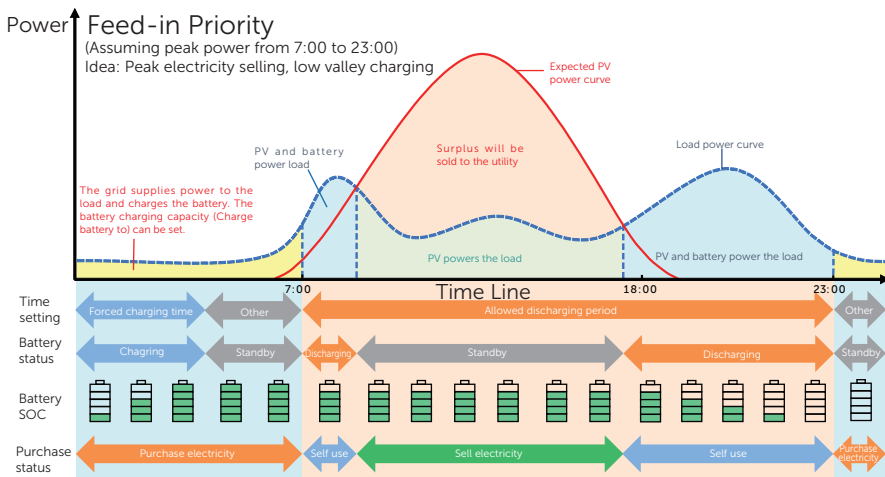 Power
Feed-in Priority
(Assuming peak power from 7:00 to 23:00)
Idea: Peak electricity selling, low valley charging
Expected PV
power curve
PV and battery
power load
Surplus will be
sold to the utility
Load power curve
The grid supplies power to the
load and charges the battery. The
battery charging capacity (Charge
battery to) can be set.
PV powers the load
PV and battery power the load
7:00
Time Line
18:00
23:00
Time
setting
Forced charging time
Other
Allowed discharging period
Other
Battery
status
Chagring
Standby
Discharging
Standby
Discharging
Standby
Battery
SOC
Purchase
status
Purchase electricity
Self use
Sell electricity
Self use
Purchase
electricity